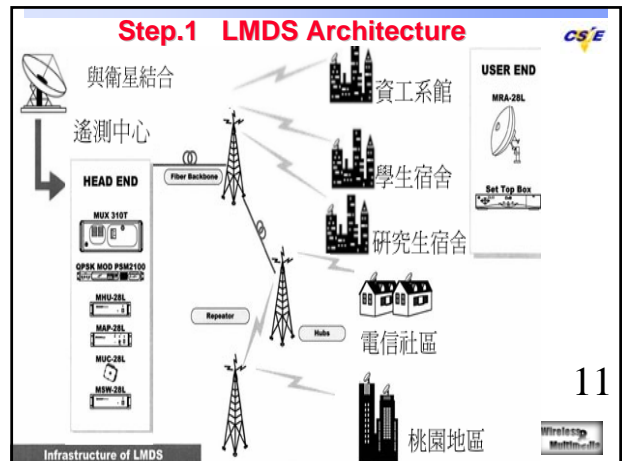 Step.1 LMDS Architecture
CSIE
與衛星結合
遙測中心
HEAD END
MUX 310T
QPSK MOD PSM2100
MHU-28L
MAP-28L
MUC-28L
MSW-28L
Fiber Backbone
Repeator
Hubs
資工系館
學生宿舍
研究生宿舍
電信社區
桃園地區
USER END
MRA-28L
Set Top Box
11
Wireless
Multimedia
Infrastructure of LMDS